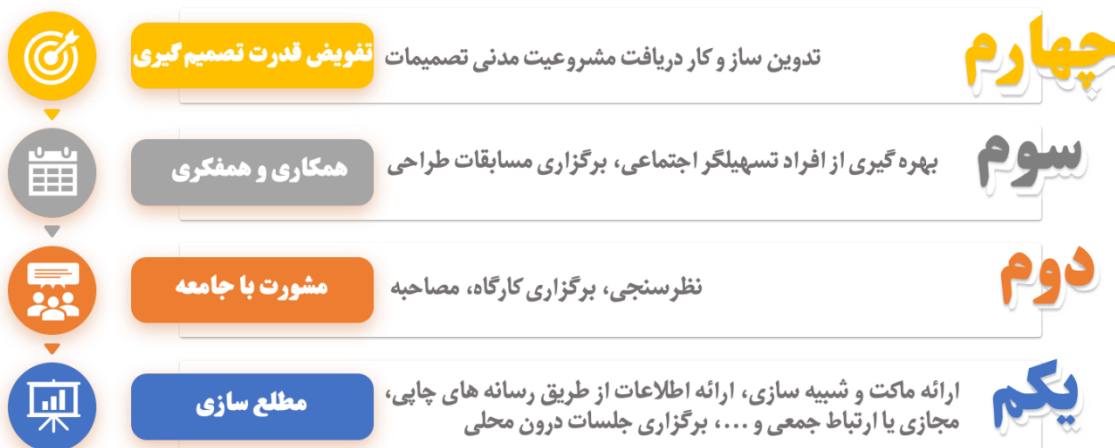 چهارم
تدوین ساز و کار دریافت مشروعیت مدنی تصمیمات
تفویض قدرت تصمیم گیری
سوم
بهره گیری از افراد تسهیلگر اجتماعی، برگزاری مسابقات طراحی
همکاری و همفکری
دوم
نظرسنجی، برگزاری کارگاه، مصاحبه
مشورت با جامعه
یکم
ارائه ماکت و شبیه سازی، ارائه اطلاعات از طریق رسانه های چاپی،
مجازی یا ارتباط جمعی و ...، برگزاری جلسات درون محلی
مطلع سازی